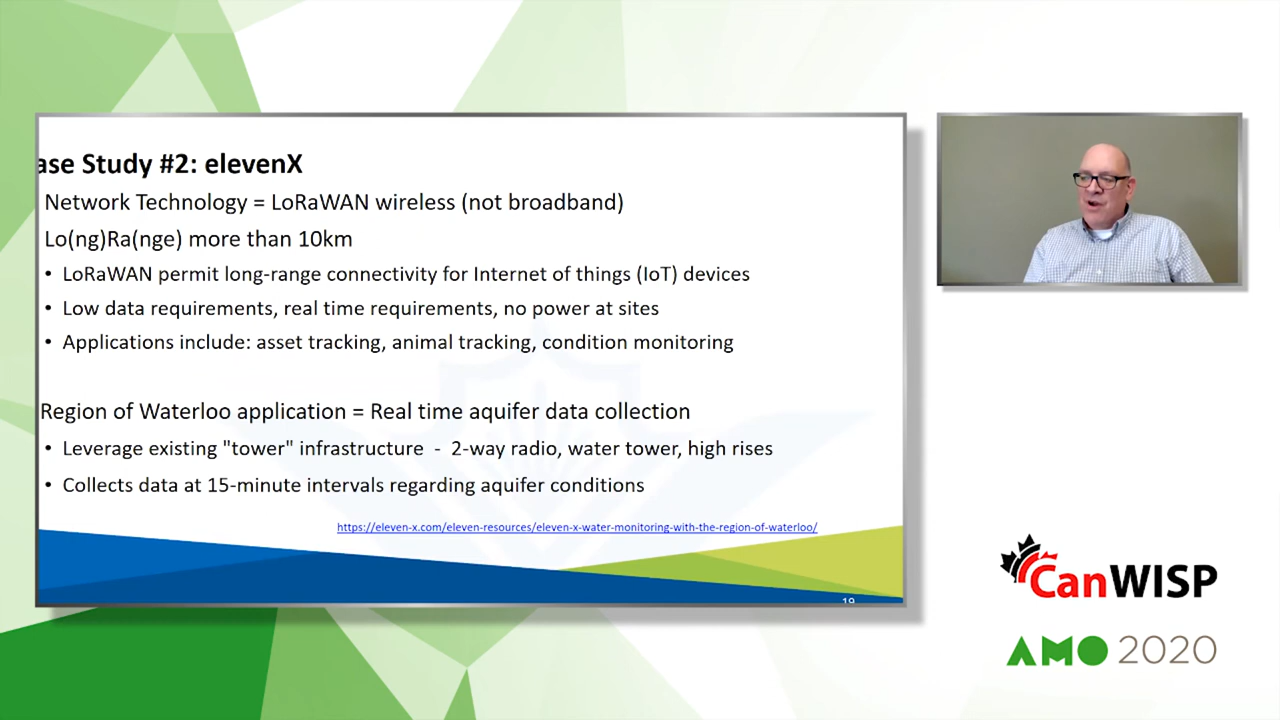 ase Study #2: elevenX
Network Technology = LoRaWAN wireless (not broadband)
Lo(ng)Ra(nge) more than 10km
• LoRaWAN permit long-range connectivity for Internet of things (IoT) devices
• Low data requirements, real time requirements, no power at sites
• Applications include: asset tracking, animal tracking, condition monitoring
Region of Waterloo application = Real time aquifer data collection
• Leverage existing "tower" infrastructure - 2-way radio, water tower, high rises
• Collects data at 15-minute intervals regarding aquifer conditions
https://eleven-x.com/eleven-resources/eleven-x-water-monitoring-with-the-region-of-waterloo/
19
CanWISP
AMO 2020